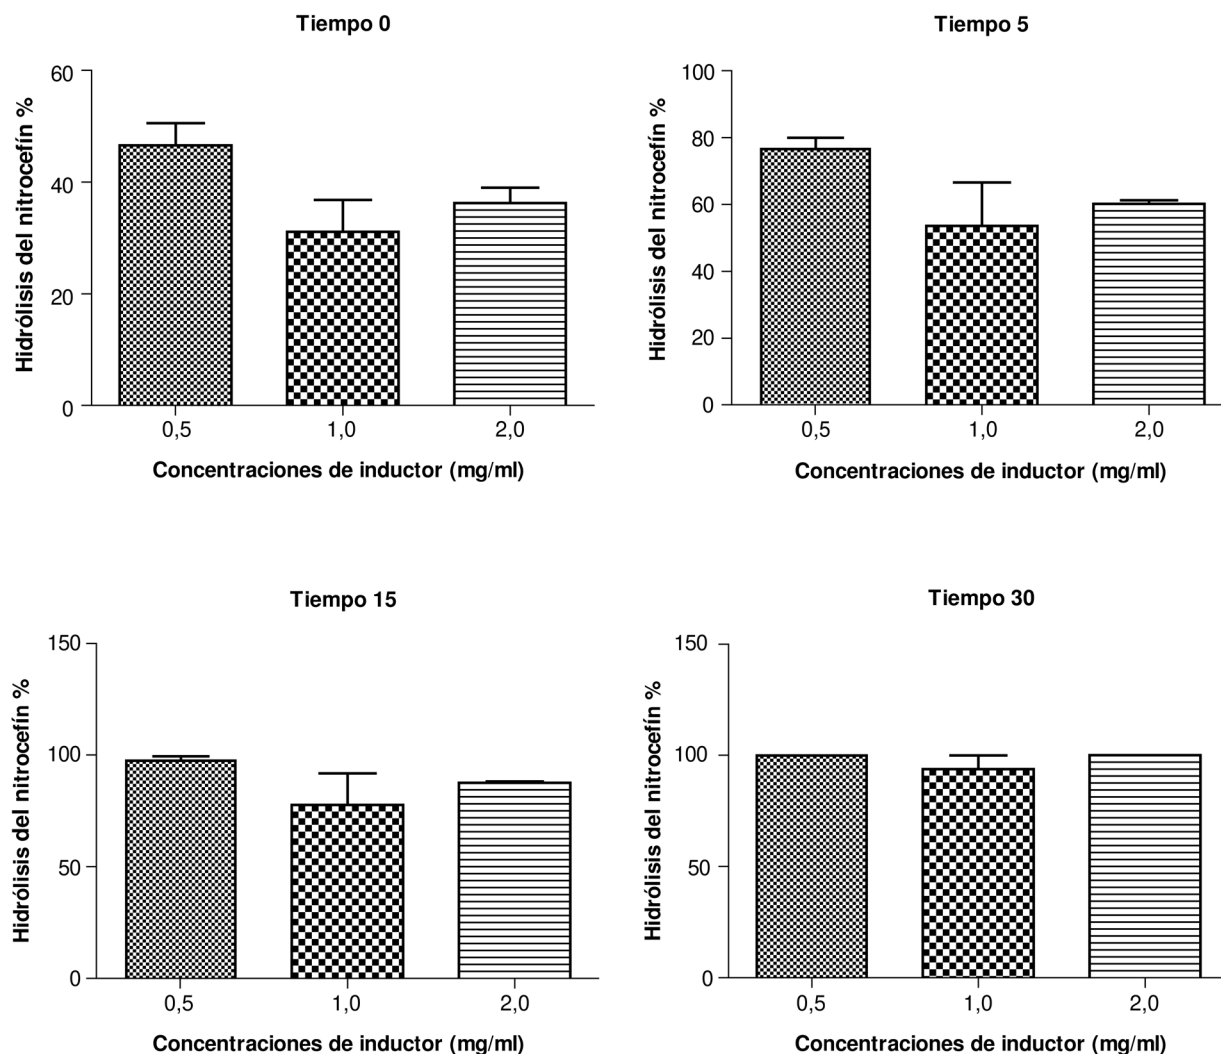 Tiempo 0
Hidrólisis del nitrocefín %
60
40
20
0
0,5 1,0 2,0
Concentraciones de inductor (mg/ml)
Tiempo 5
Hidrólisis del nitrocefín %
100
80
60
40
20
0
0,5 1,0 2,0
Concentraciones de inductor (mg/ml)
Tiempo 15
Hidrólisis del nitrocefín %
150
100
50
0
0,5 1,0 2,0
Concentraciones de inductor (mg/ml)
Tiempo 30
Hidrólisis del nitrocefín %
150
100
50
0
0,5 1,0 2,0
Concentraciones de inductor (mg/ml)